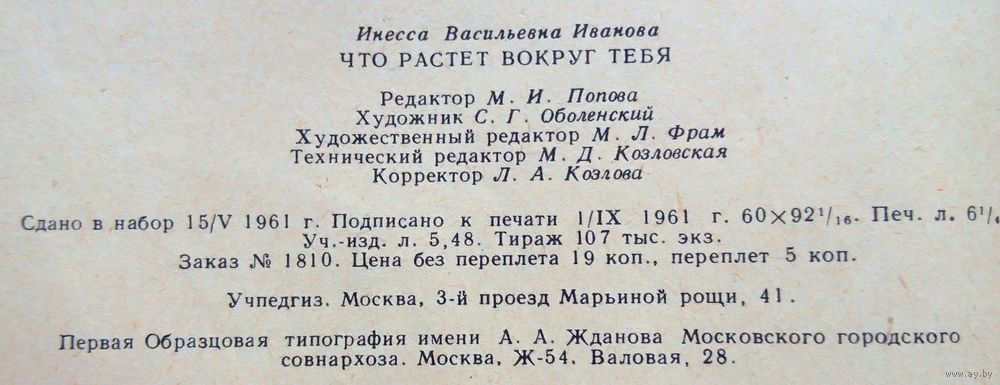 Инесса Васильевна Иванова
ЧТО РАСТЕТ ВОКРУГ ТЕБЯ
Редактор М. И. Попова
Художник С. Г. Оболенский
Художественный редактор М. Л. Фрам
Технический редактор М. Д. Козловская
Корректор Л. А. Козлова
Сдано в набор 15/V 1961 г. Подписано к печати 1/IX 1961 г. 60×92¹/₁₆. Печ. л. 6¹/₄
Уч.-изд. л. 5,48. Тираж 107 тыс. экз.
Заказ № 1810. Цена без переплета 19 коп., переплет 5 коп.
Учпедгиз. Москва, 3-й проезд Марьиной рощи, 41.
Первая Образцовая типография имени А. А. Жданова Московского городского
совнархоза. Москва, Ж-54. Валовая, 28.
www.ay.by